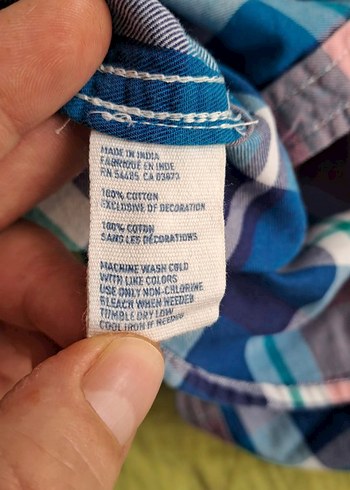 MADE IN INDIA
FABRIQUÉ EN INDE
RN 54485 CA 03973
100% COTTON
EXCLUSIVE OF DECORATION
100% COTON
SANS LES DÉCORATIONS
MACHINE WASH COLD
WITH LIKE COLORS
USE ONLY NON-CHLORINE
BLEACH WHEN NEEDED
TUMBLE DRY LOW
COOL IRON IF NEEDED